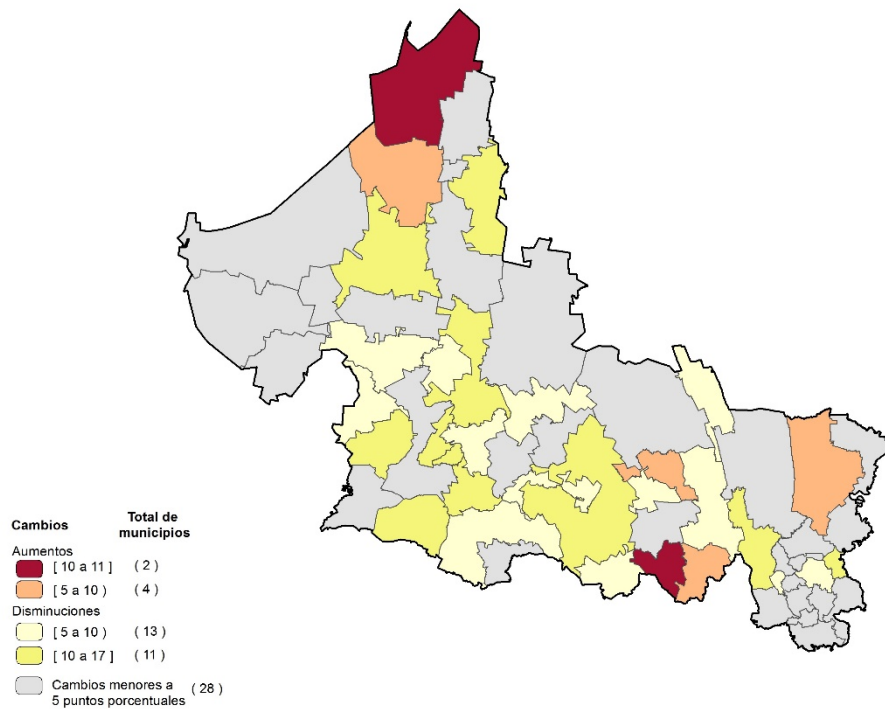 Cambios Total de municipios
Aumentos
[ 10 a 11 ] ( 2 )
[ 5 a 10 ) ( 4 )
Disminuciones
[ 5 a 10 ) ( 13 )
[ 10 a 17 ] ( 11 )
Cambios menores a
5 puntos porcentuales ( 28 )